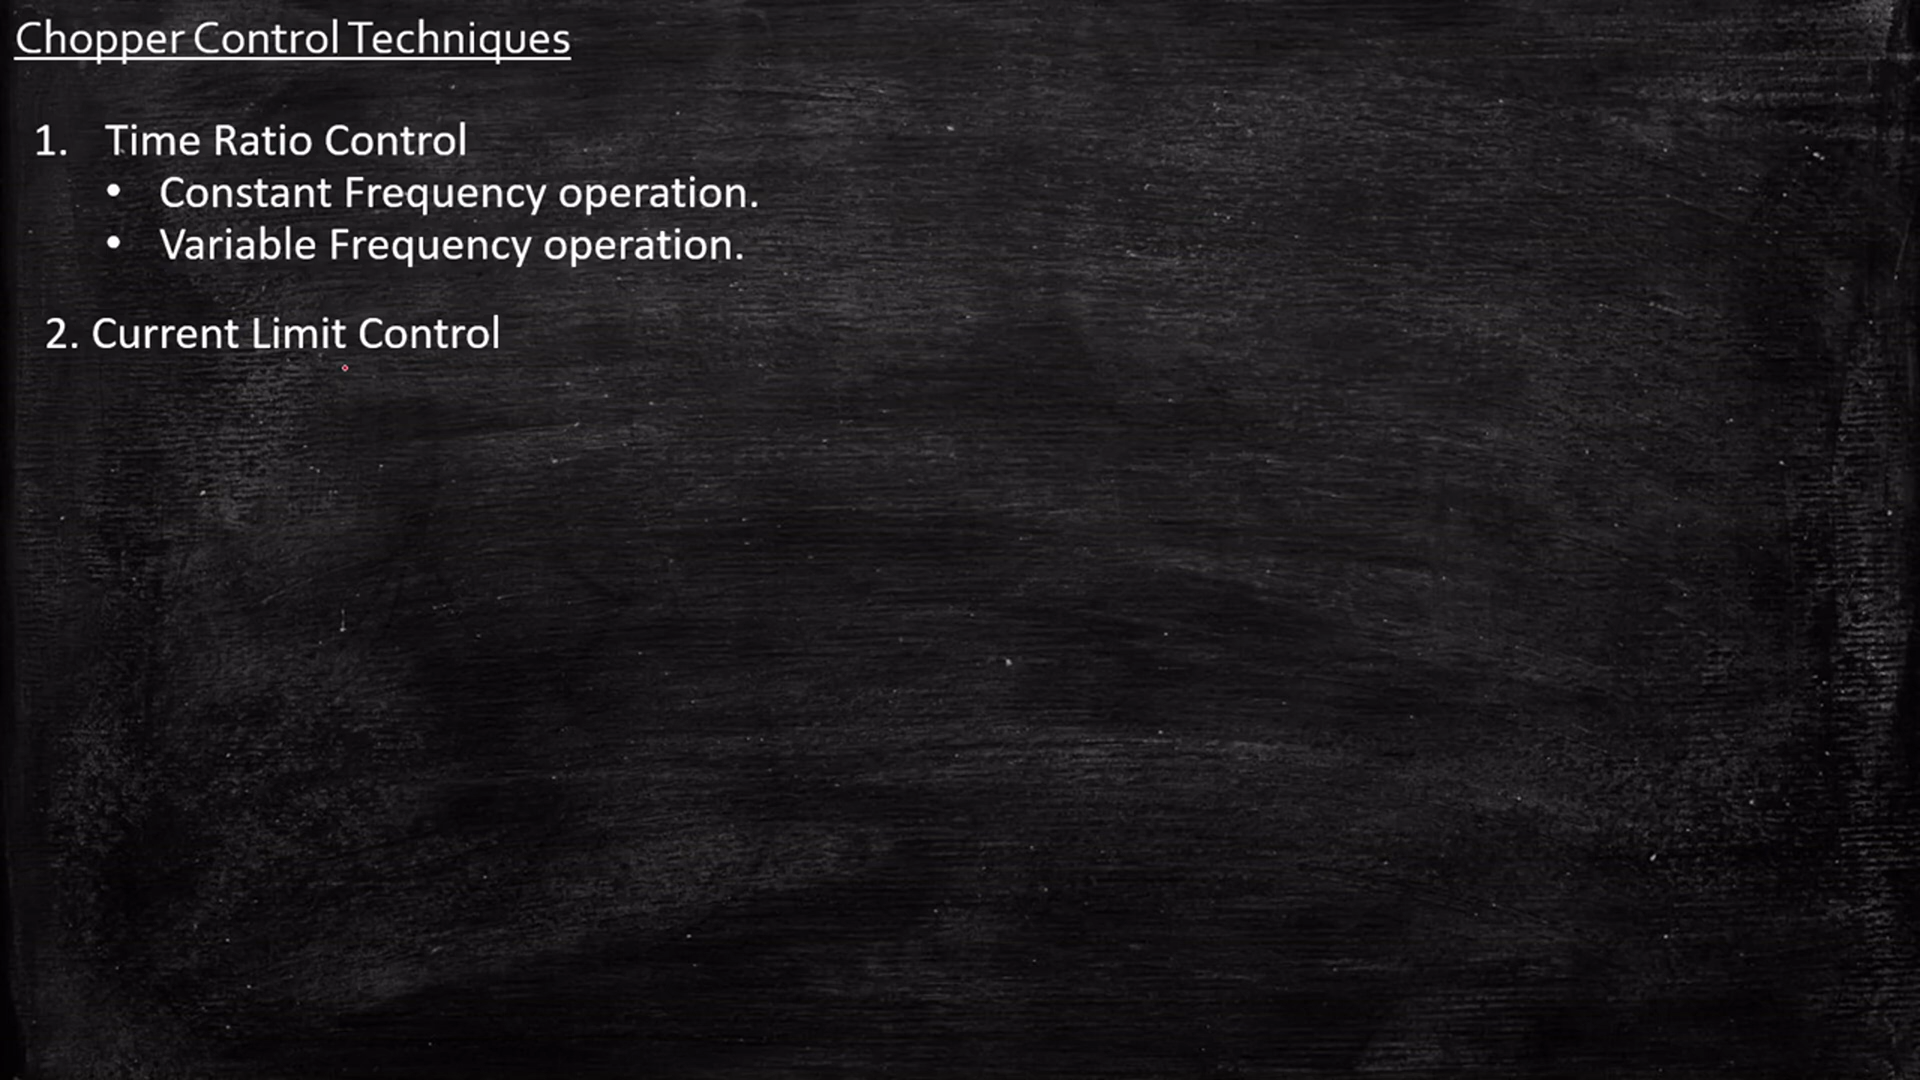 Chopper Control Techniques
1. Time Ratio Control
• Constant Frequency operation.
• Variable Frequency operation.
2. Current Limit Control